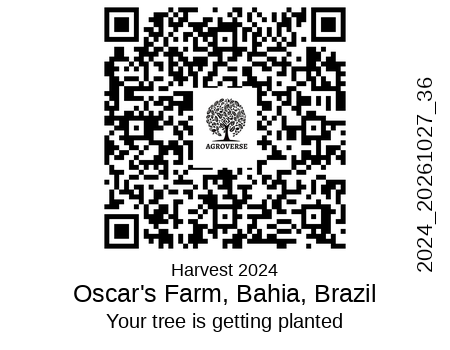 AGROVERSE
Harvest 2024
Oscar's Farm, Bahia, Brazil
Your tree is getting planted
2024_20261027_36